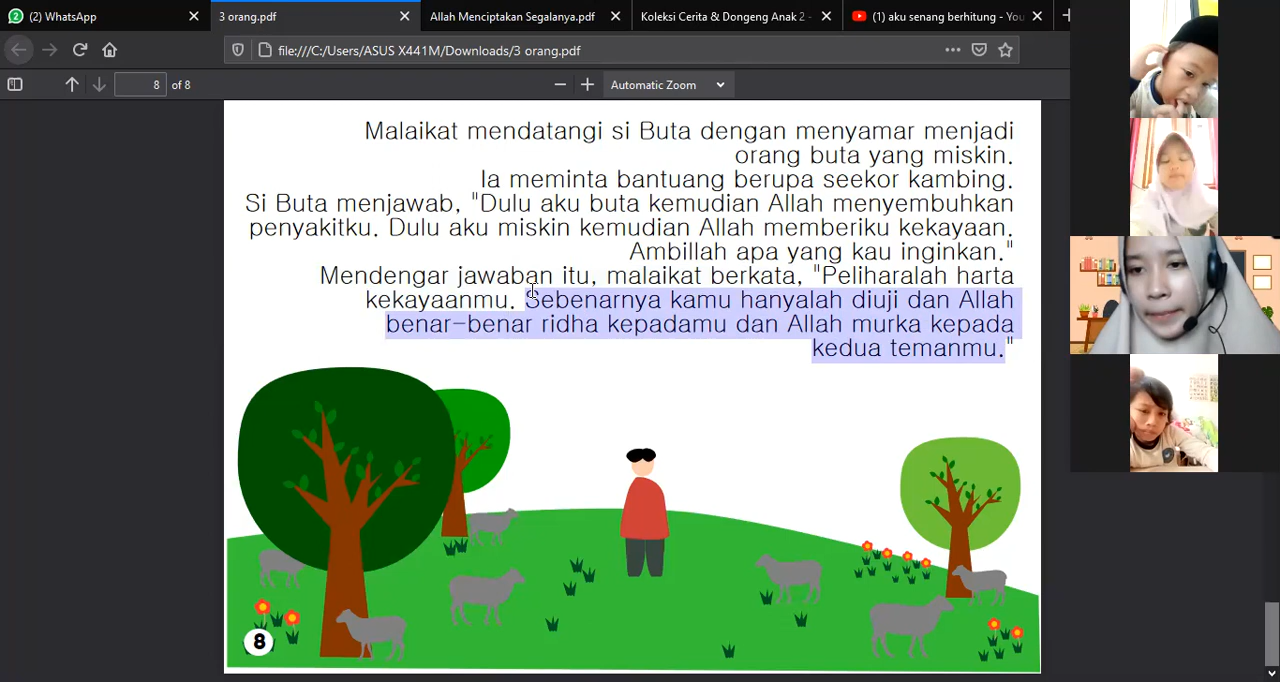 (2) WhatsApp
3 orang.pdf
Allah Menciptakan Segalanya.pdf
Koleksi Cerita & Dongeng Anak 2 -
(1) aku senang berhitung - You
file:///C:/Users/ASUS X441M/Downloads/3 orang.pdf
8 of 8
Automatic Zoom
Malaikat mendatangi si Buta dengan menyamar menjadi
orang buta yang miskin.
Ia meminta bantuang berupa seekor kambing.
Si Buta menjawab, "Dulu aku buta kemudian Allah menyembuhkan
penyakitku. Dulu aku miskin kemudian Allah memberiku kekayaan.
Ambillah apa yang kau inginkan."
Mendengar jawaban itu, malaikat berkata, "Peliharalah harta
kekayaanmu. Sebenarnya kamu hanyalah diuji dan Allah
benar-benar ridha kepadamu dan Allah murka kepada
kedua temanmu."
8